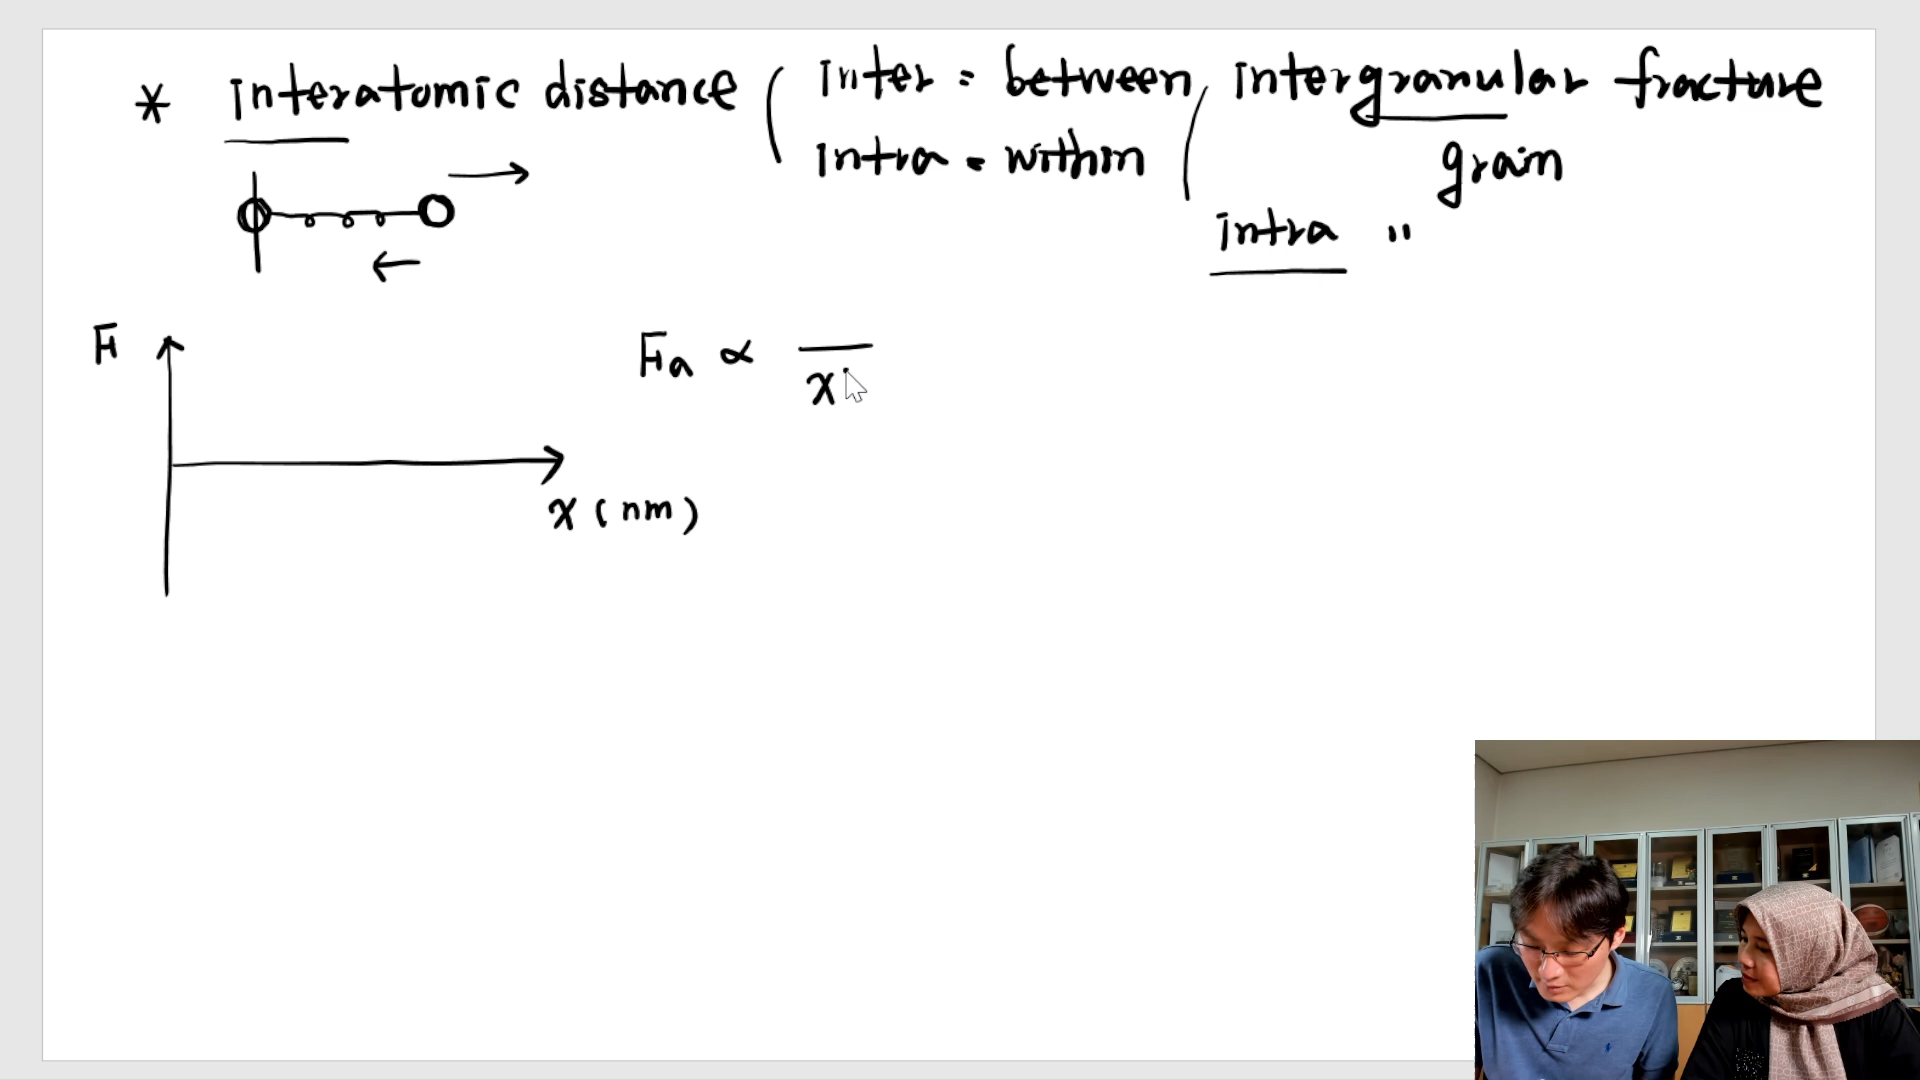 * interatomic distance ( inter = between / intergranular fracture
intra = within
grain
intra "
F
Fa ∝ — / x
x (nm)